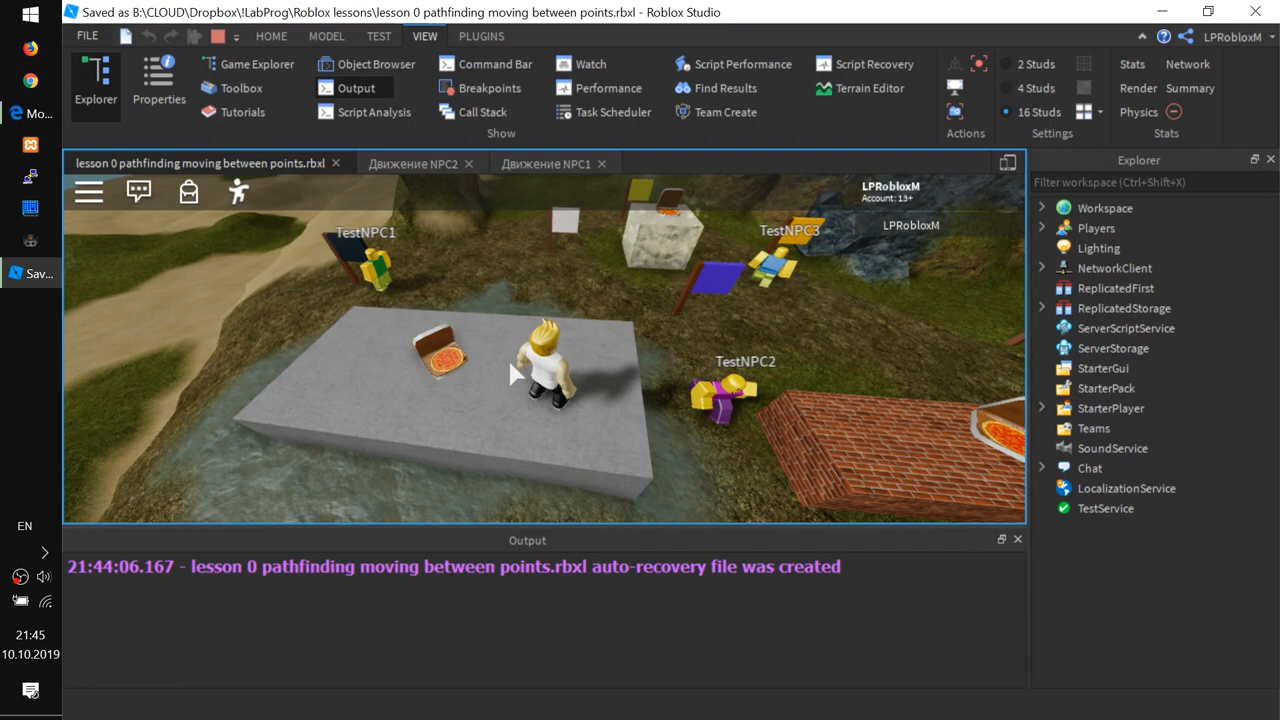 Saved as B:\CLOUD\Dropbox\!LabProg\Roblox lessons\lesson 0 pathfinding moving between points.rbxl - Roblox Studio
FILE HOME MODEL TEST VIEW PLUGINS LPRobloxM
Explorer
Properties
Game Explorer
Toolbox
Tutorials
Object Browser
Output
Script Analysis
Command Bar
Breakpoints
Call Stack
Watch
Performance
Task Scheduler
Script Performance
Find Results
Team Create
Script Recovery
Terrain Editor
Show
Actions
2 Studs
4 Studs
16 Studs
Settings
Stats Network
Render Summary
Physics
Stats
lesson 0 pathfinding moving between points.rbxl
Движение NPC2
Движение NPC1
LPRobloxM
Account: 13+
LPRobloxM
TestNPC1
TestNPC3
TestNPC2
Output
21:44:06.167 - lesson 0 pathfinding moving between points.rbxl auto-recovery file was created
Explorer
Filter workspace (Ctrl+Shift+X)
Workspace
Players
Lighting
NetworkClient
ReplicatedFirst
ReplicatedStorage
ServerScriptService
ServerStorage
StarterGui
StarterPack
StarterPlayer
Teams
SoundService
Chat
LocalizationService
TestService
Mo...
Sav...
EN
21:45
10.10.2019